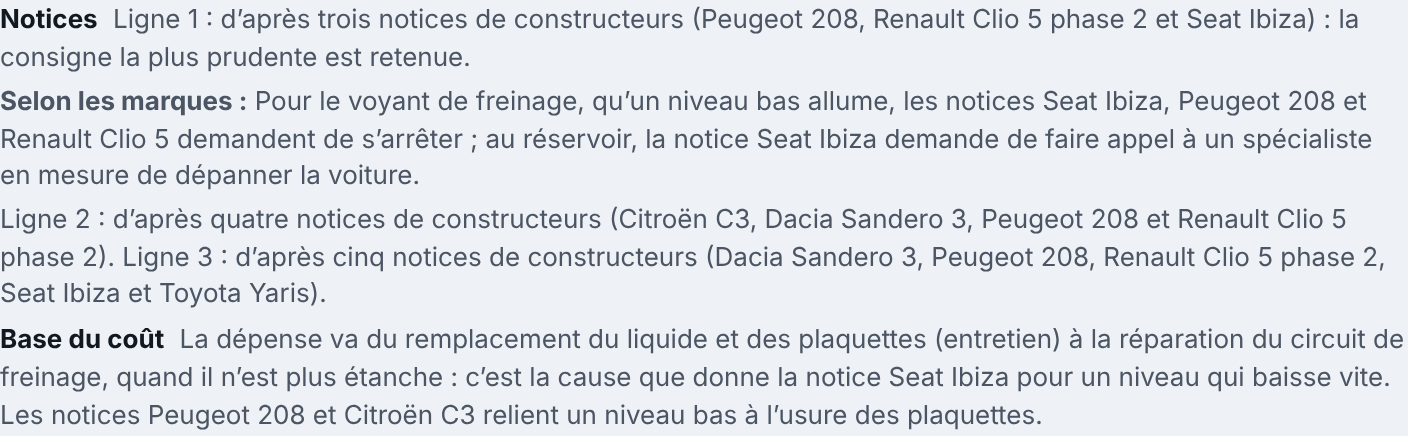 Notices Ligne 1 : d’après trois notices de constructeurs (Peugeot 208, Renault Clio 5 phase 2 et Seat Ibiza) : la
consigne la plus prudente est retenue.
Selon les marques : Pour le voyant de freinage, qu’un niveau bas allume, les notices Seat Ibiza, Peugeot 208 et
Renault Clio 5 demandent de s’arrêter ; au réservoir, la notice Seat Ibiza demande de faire appel à un spécialiste
en mesure de dépanner la voiture.
Ligne 2 : d’après quatre notices de constructeurs (Citroën C3, Dacia Sandero 3, Peugeot 208 et Renault Clio 5
phase 2). Ligne 3 : d’après cinq notices de constructeurs (Dacia Sandero 3, Peugeot 208, Renault Clio 5 phase 2,
Seat Ibiza et Toyota Yaris).
Base du coût La dépense va du remplacement du liquide et des plaquettes (entretien) à la réparation du circuit de
freinage, quand il n’est plus étanche : c’est la cause que donne la notice Seat Ibiza pour un niveau qui baisse vite.
Les notices Peugeot 208 et Citroën C3 relient un niveau bas à l’usure des plaquettes.